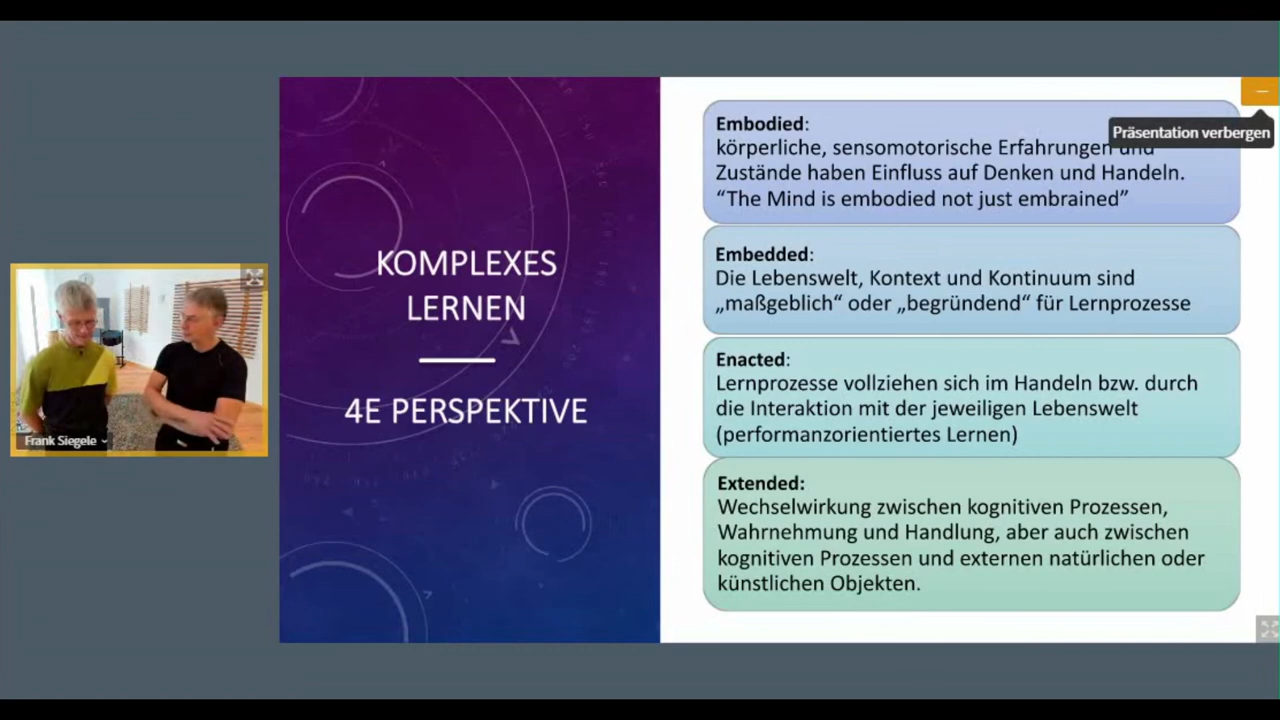 KOMPLEXES
LERNEN
4E PERSPEKTIVE
Embodied:
körperliche, sensomotorische Erfahrungen und
Zustände haben Einfluss auf Denken und Handeln.
“The Mind is embodied not just embrained”
Embedded:
Die Lebenswelt, Kontext und Kontinuum sind
„maßgeblich“ oder „begründend“ für Lernprozesse
Enacted:
Lernprozesse vollziehen sich im Handeln bzw. durch
die Interaktion mit der jeweiligen Lebenswelt
(performanzorientiertes Lernen)
Extended:
Wechselwirkung zwischen kognitiven Prozessen,
Wahrnehmung und Handlung, aber auch zwischen
kognitiven Prozessen und externen natürlichen oder
künstlichen Objekten.
Präsentation verbergen
Frank Siegele